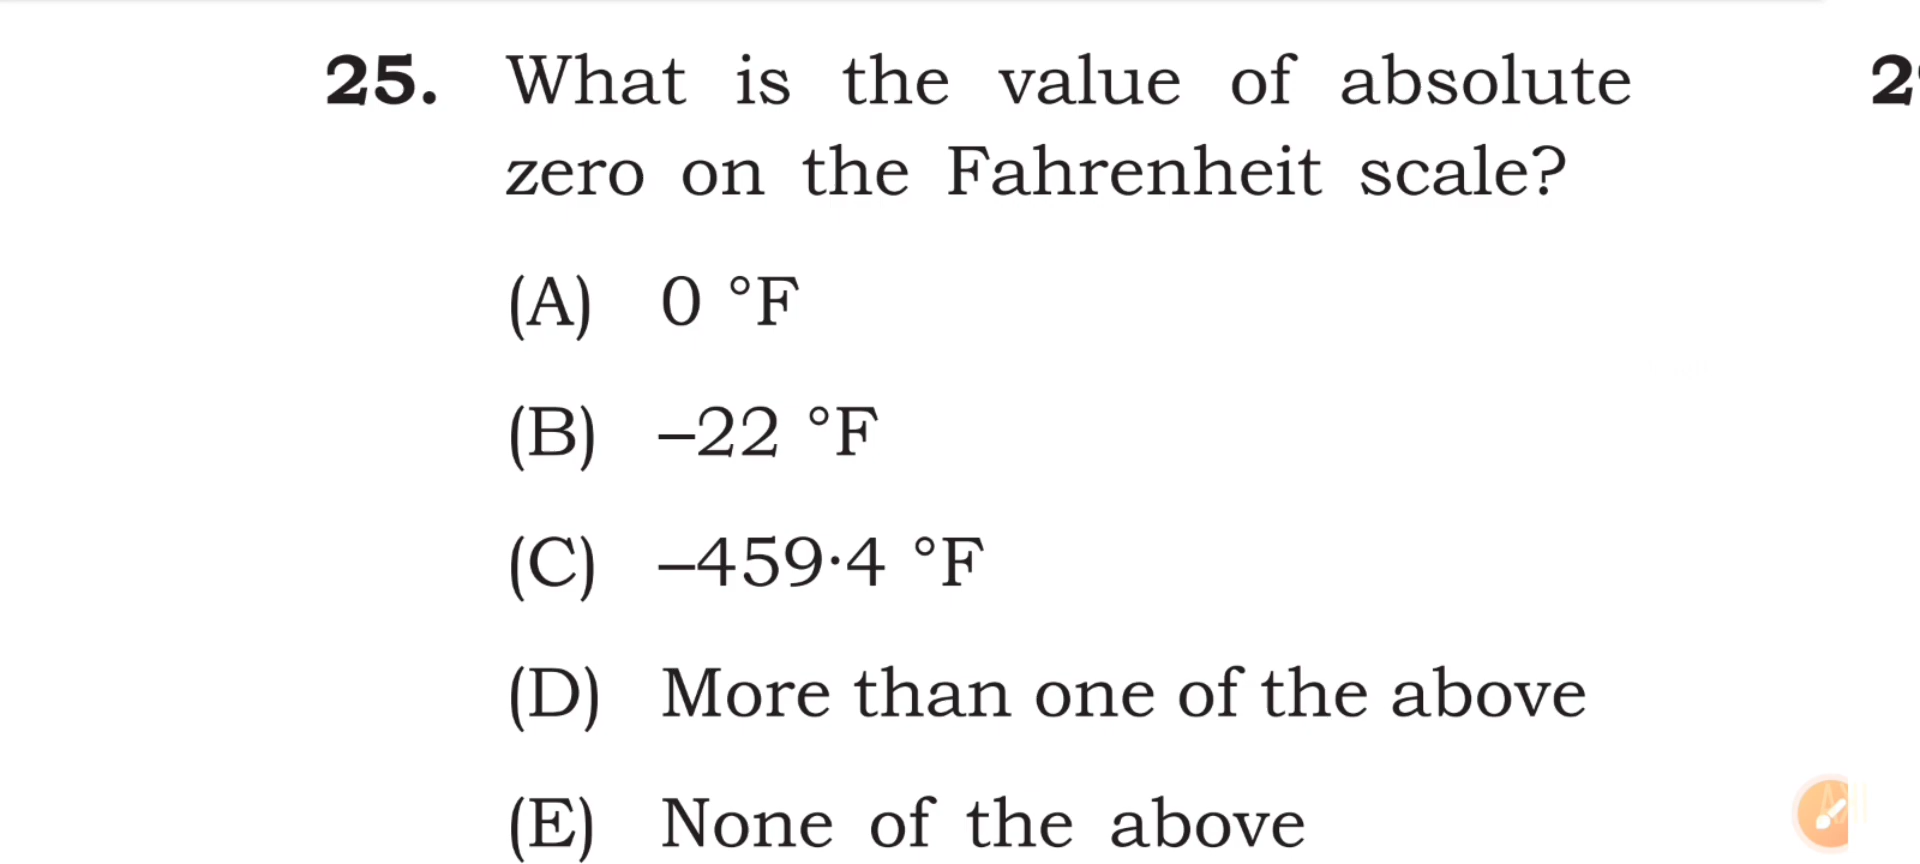 25. What is the value of absolute
zero on the Fahrenheit scale?
(A) 0 °F
(B) –22 °F
(C) –459·4 °F
(D) More than one of the above
(E) None of the above